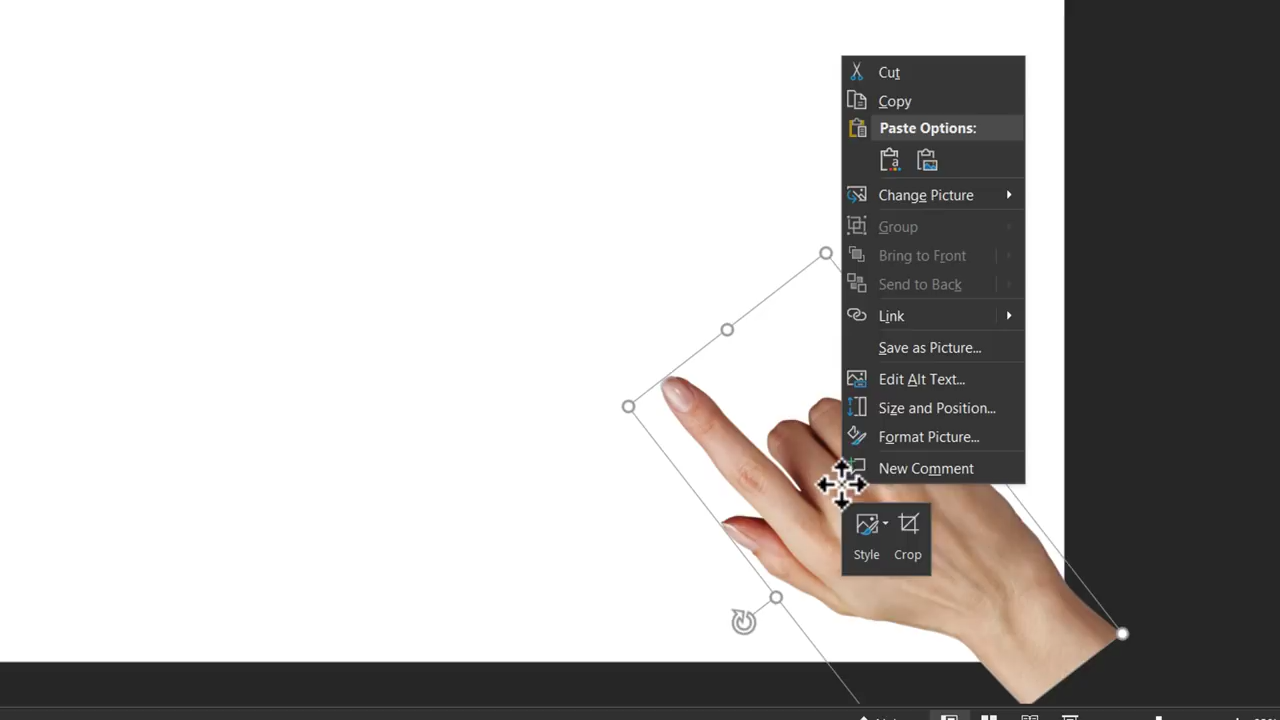 Cut
Copy
Paste Options:
Change Picture
Group
Bring to Front
Send to Back
Link
Save as Picture...
Edit Alt Text...
Size and Position...
Format Picture...
New Comment
Style Crop